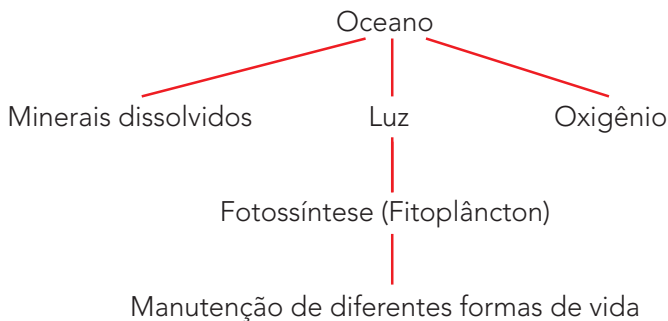 Oceano
Minerais dissolvidos Luz Oxigênio
Fotossíntese (Fitoplâncton)
Manutenção de diferentes formas de vida